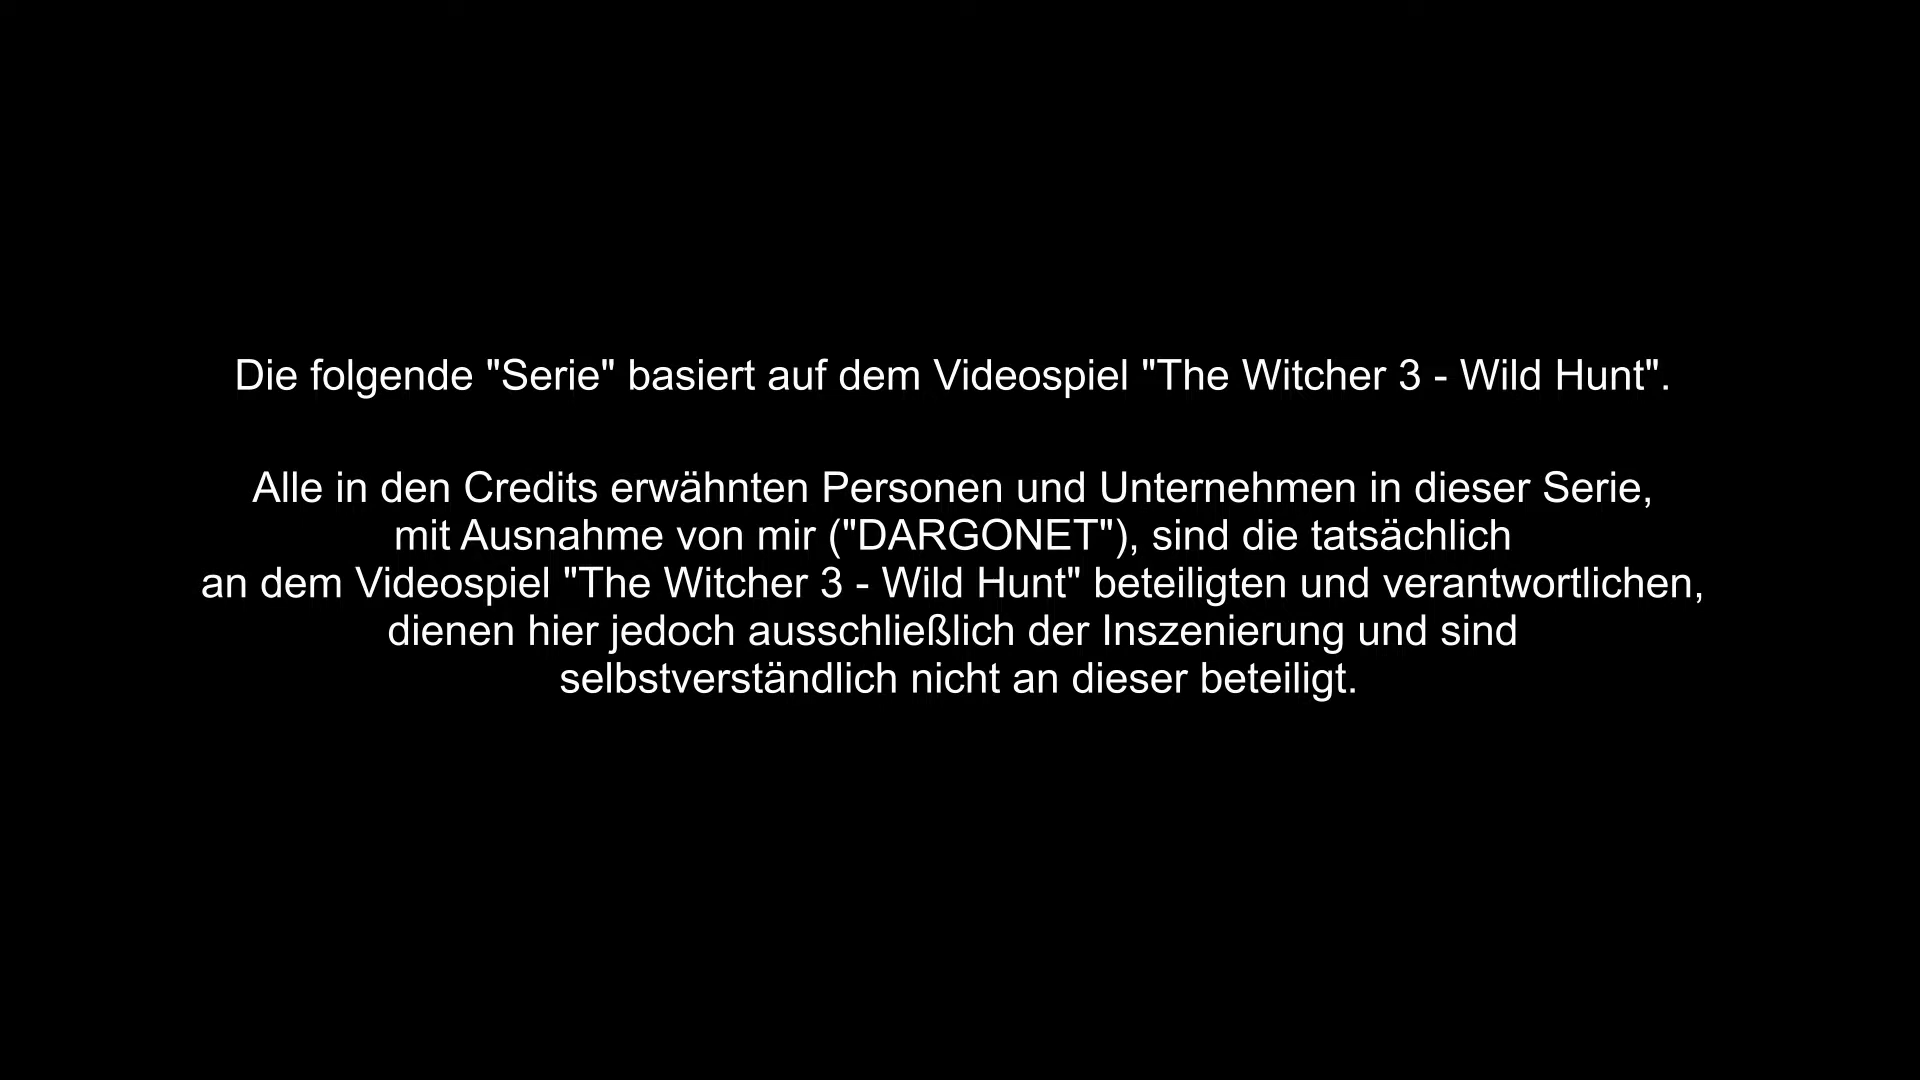 Die folgende "Serie" basiert auf dem Videospiel "The Witcher 3 - Wild Hunt".
Alle in den Credits erwähnten Personen und Unternehmen in dieser Serie,
mit Ausnahme von mir ("DARGONET"), sind die tatsächlich
an dem Videospiel "The Witcher 3 - Wild Hunt" beteiligten und verantwortlichen,
dienen hier jedoch ausschließlich der Inszenierung und sind
selbstverständlich nicht an dieser beteiligt.